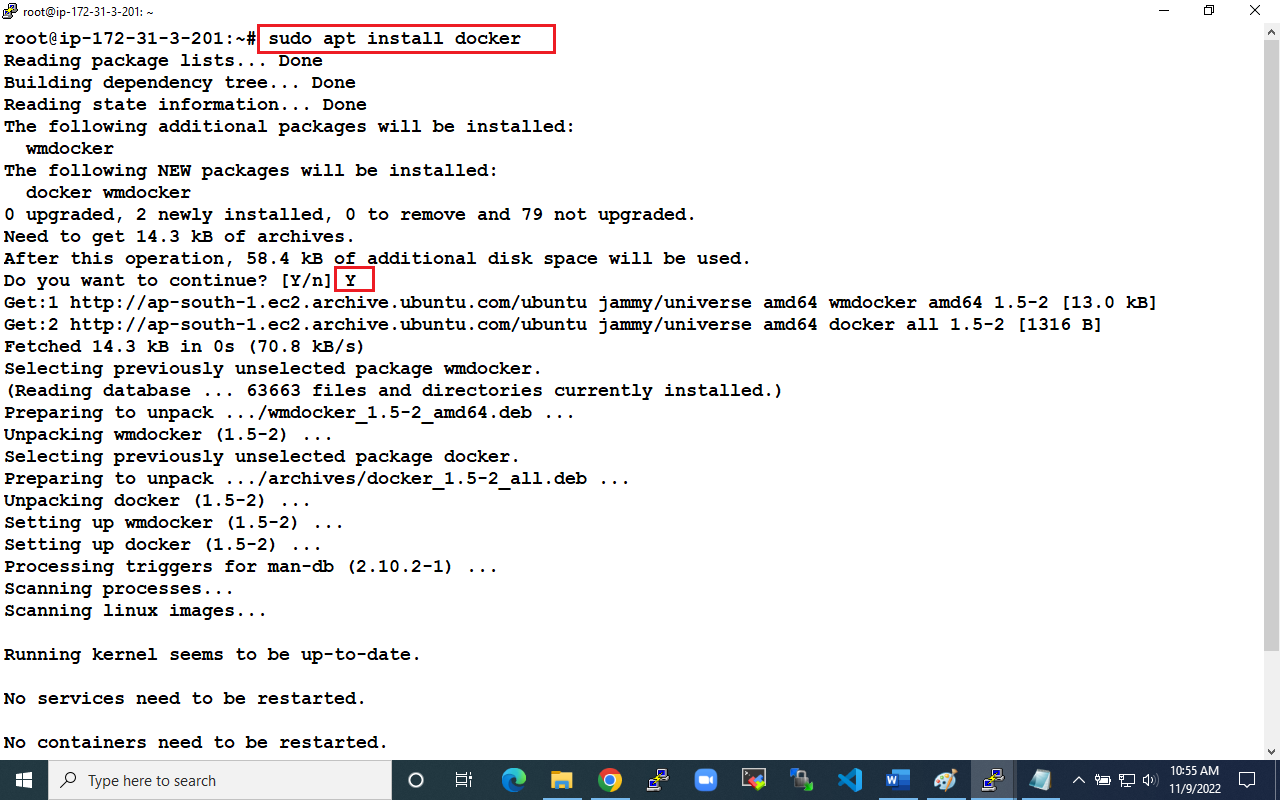 root@ip-172-31-3-201: ~
root@ip-172-31-3-201:~# sudo apt install docker
Reading package lists... Done
Building dependency tree... Done
Reading state information... Done
The following additional packages will be installed:
  wmdocker
The following NEW packages will be installed:
  docker wmdocker
0 upgraded, 2 newly installed, 0 to remove and 79 not upgraded.
Need to get 14.3 kB of archives.
After this operation, 58.4 kB of additional disk space will be used.
Do you want to continue? [Y/n] Y
Get:1 http://ap-south-1.ec2.archive.ubuntu.com/ubuntu jammy/universe amd64 wmdocker amd64 1.5-2 [13.0 kB]
Get:2 http://ap-south-1.ec2.archive.ubuntu.com/ubuntu jammy/universe amd64 docker all 1.5-2 [1316 B]
Fetched 14.3 kB in 0s (70.8 kB/s)
Selecting previously unselected package wmdocker.
(Reading database ... 63663 files and directories currently installed.)
Preparing to unpack .../wmdocker_1.5-2_amd64.deb ...
Unpacking wmdocker (1.5-2) ...
Selecting previously unselected package docker.
Preparing to unpack .../archives/docker_1.5-2_all.deb ...
Unpacking docker (1.5-2) ...
Setting up wmdocker (1.5-2) ...
Setting up docker (1.5-2) ...
Processing triggers for man-db (2.10.2-1) ...
Scanning processes...
Scanning linux images...
Running kernel seems to be up-to-date.
No services need to be restarted.
No containers need to be restarted.
Type here to search
10:55 AM
11/9/2022